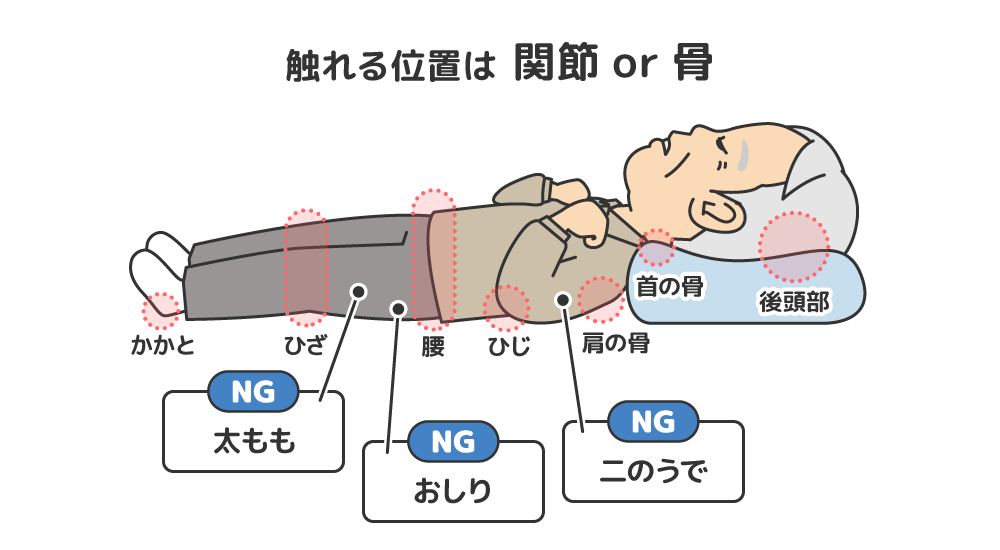 触れる位置は 関節 or 骨
首の骨
後頭部
かかと
ひざ
腰
ひじ
肩の骨
NG
太もも
NG
おしり
NG
二のうで